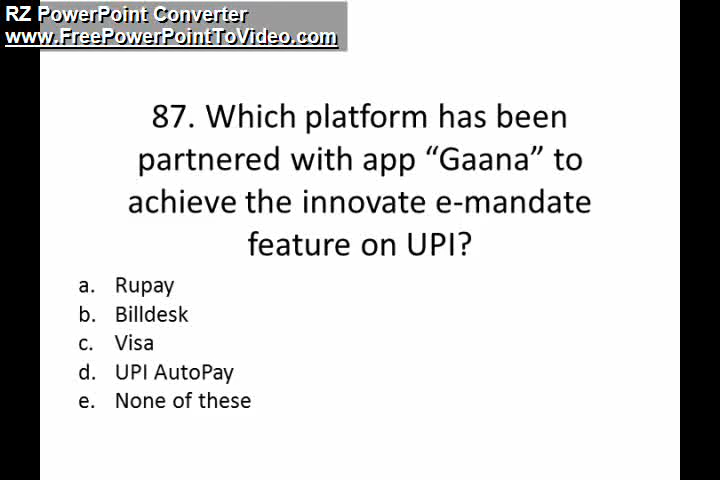 RZ PowerPoint Converter
www.FreePowerPointToVideo.com
87. Which platform has been
partnered with app “Gaana” to
achieve the innovate e-mandate
feature on UPI?
a. Rupay
b. Billdesk
c. Visa
d. UPI AutoPay
e. None of these